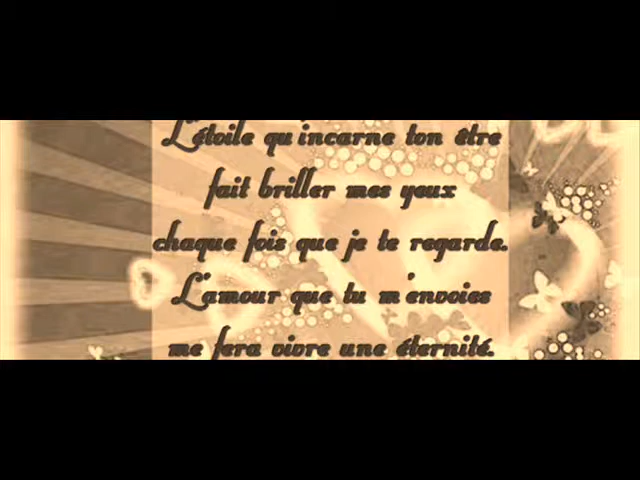 L'étoile qu'incarne ton être
fait briller mes yeux
chaque fois que je te regarde.
L'amour que tu m'envoies
me fera vivre une éternité.